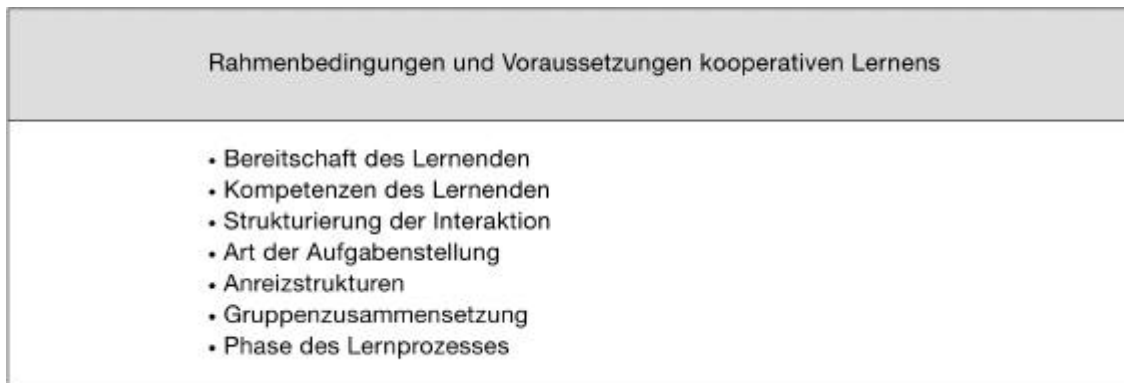 Rahmenbedingungen und Voraussetzungen kooperativen Lernens
• Bereitschaft des Lernenden
• Kompetenzen des Lernenden
• Strukturierung der Interaktion
• Art der Aufgabenstellung
• Anreizstrukturen
• Gruppenzusammensetzung
• Phase des Lernprozesses